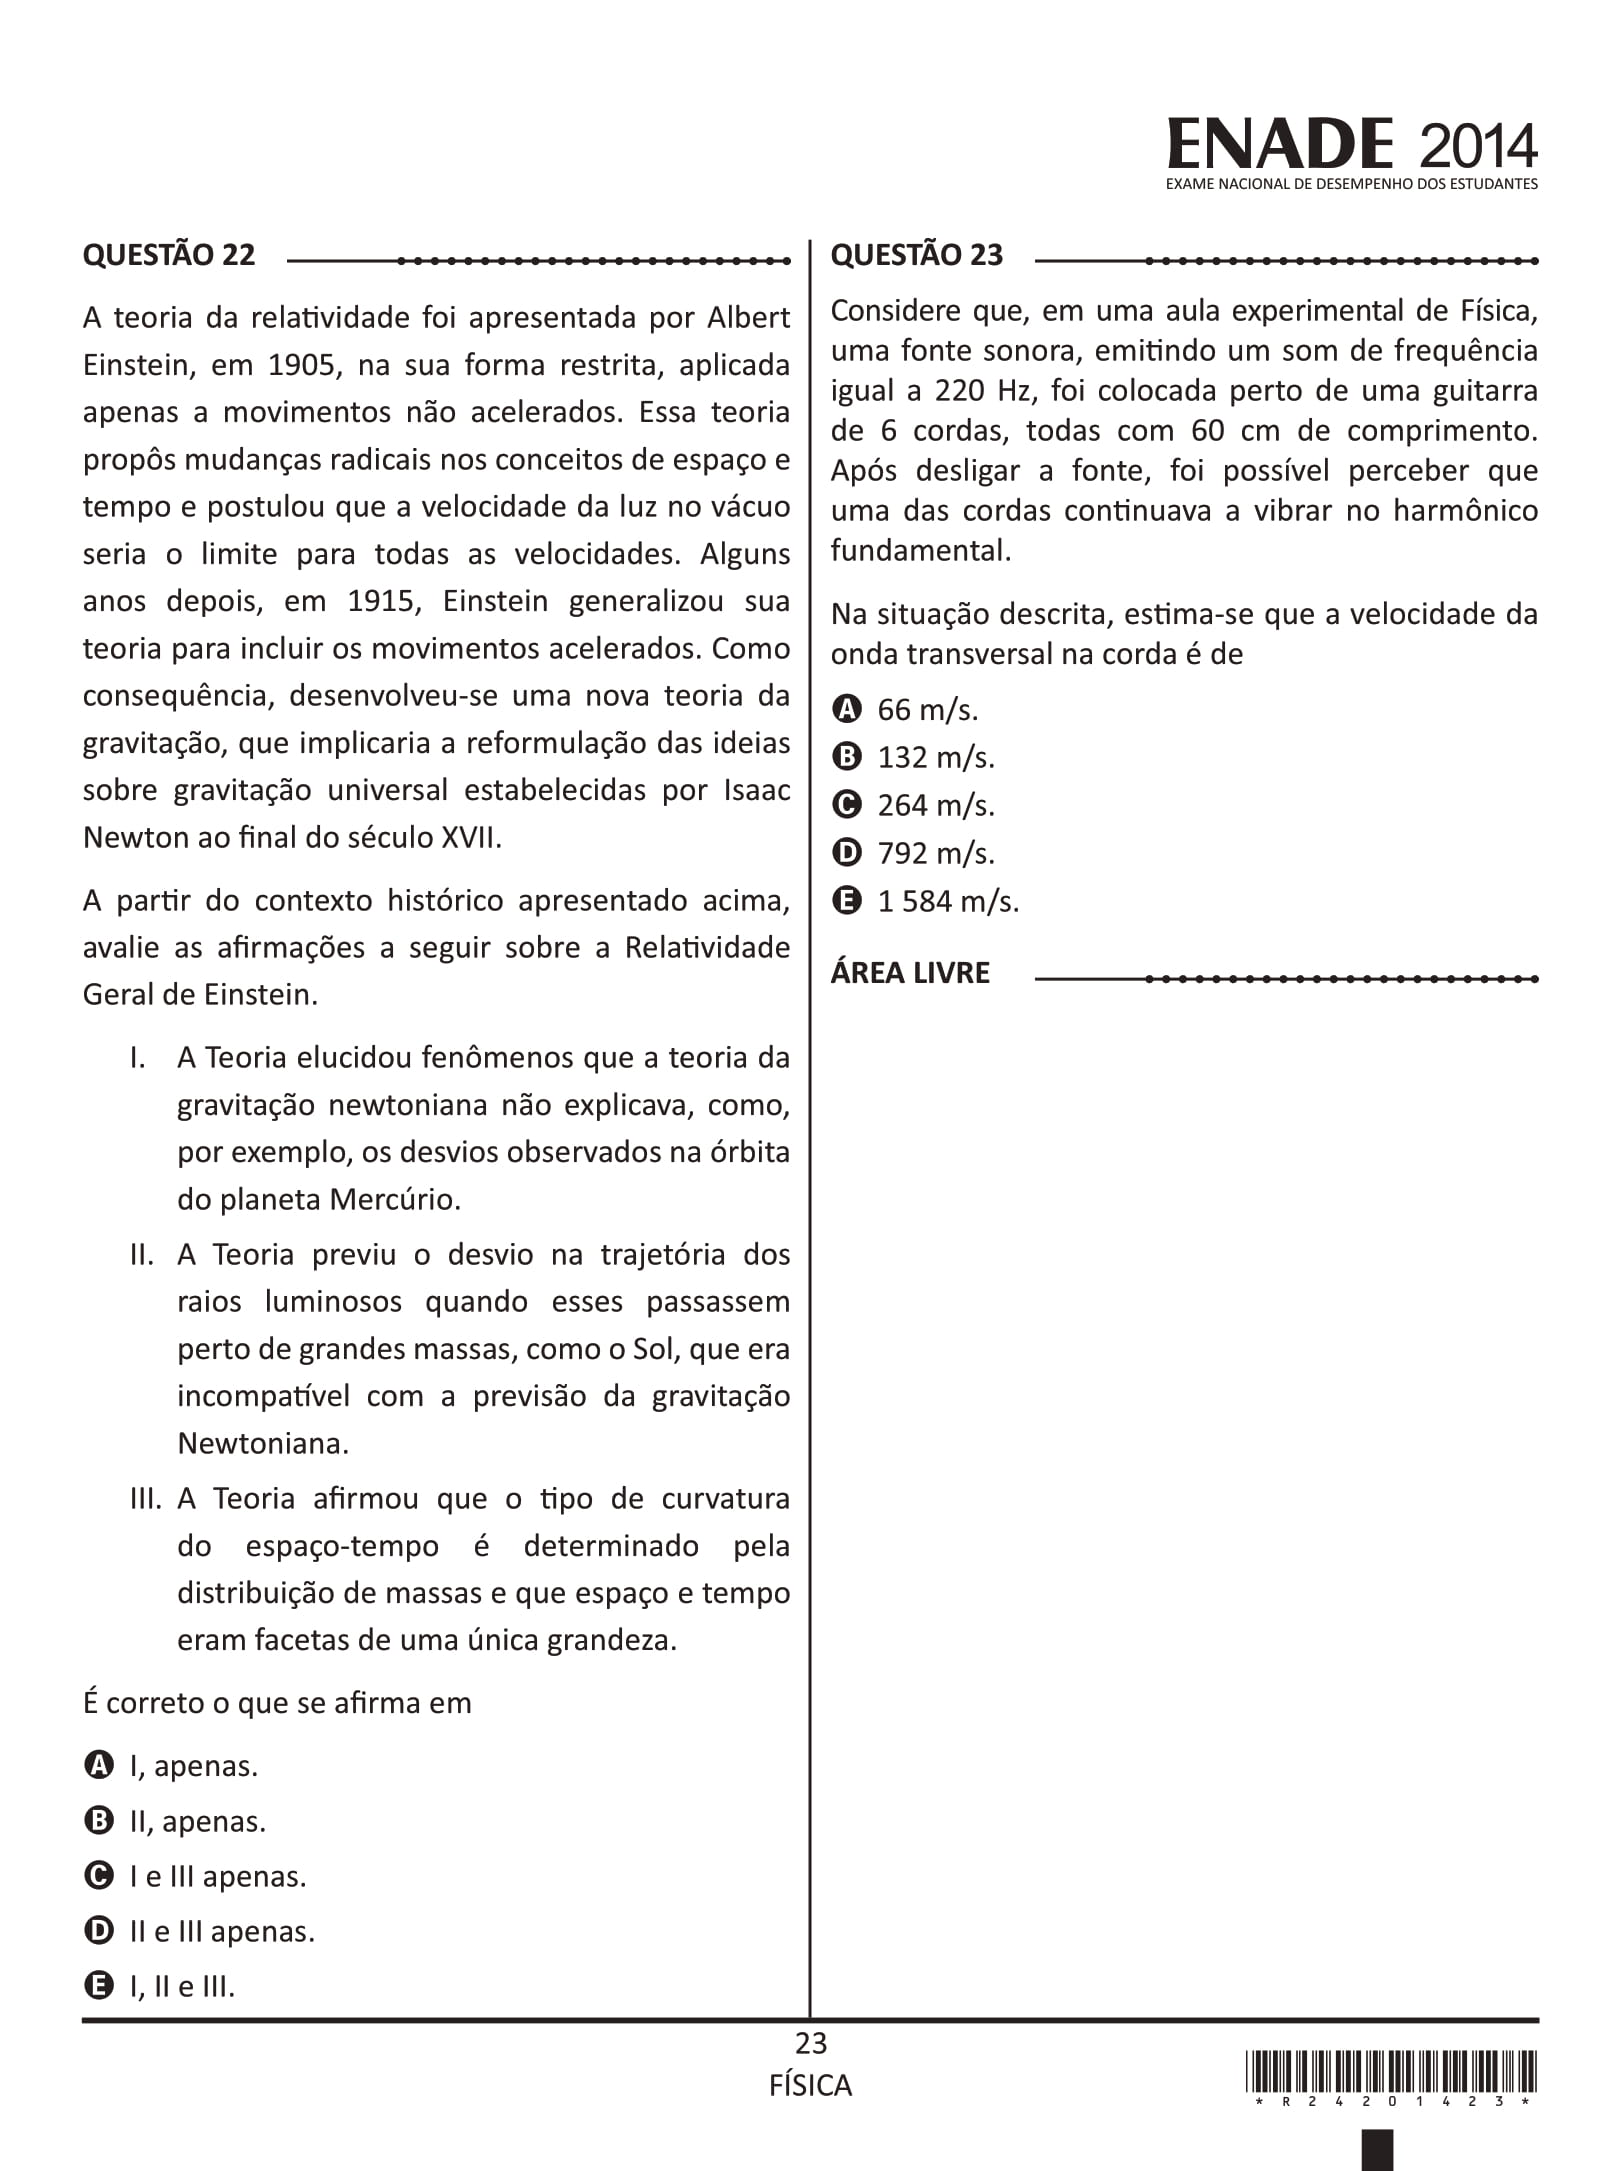 ENADE 2014
EXAME NACIONAL DE DESEMPENHO DOS ESTUDANTES
QUESTÃO 22
A teoria da relatividade foi apresentada por Albert
Einstein, em 1905, na sua forma restrita, aplicada
apenas a movimentos não acelerados. Essa teoria
propôs mudanças radicais nos conceitos de espaço e
tempo e postulou que a velocidade da luz no vácuo
seria o limite para todas as velocidades. Alguns
anos depois, em 1915, Einstein generalizou sua
teoria para incluir os movimentos acelerados. Como
consequência, desenvolveu-se uma nova teoria da
gravitação, que implicaria a reformulação das ideias
sobre gravitação universal estabelecidas por Isaac
Newton ao final do século XVII.
A partir do contexto histórico apresentado acima,
avalie as afirmações a seguir sobre a Relatividade
Geral de Einstein.
I. A Teoria elucidou fenômenos que a teoria da
gravitação newtoniana não explicava, como,
por exemplo, os desvios observados na órbita
do planeta Mercúrio.
II. A Teoria previu o desvio na trajetória dos
raios luminosos quando esses passassem
perto de grandes massas, como o Sol, que era
incompatível com a previsão da gravitação
Newtoniana.
III. A Teoria afirmou que o tipo de curvatura
do espaço-tempo é determinado pela
distribuição de massas e que espaço e tempo
eram facetas de uma única grandeza.
É correto o que se afirma em
A I, apenas.
B II, apenas.
C I e III apenas.
D II e III apenas.
E I, II e III.
QUESTÃO 23
Considere que, em uma aula experimental de Física,
uma fonte sonora, emitindo um som de frequência
igual a 220 Hz, foi colocada perto de uma guitarra
de 6 cordas, todas com 60 cm de comprimento.
Após desligar a fonte, foi possível perceber que
uma das cordas continuava a vibrar no harmônico
fundamental.
Na situação descrita, estima-se que a velocidade da
onda transversal na corda é de
A 66 m/s.
B 132 m/s.
C 264 m/s.
D 792 m/s.
E 1 584 m/s.
ÁREA LIVRE
23
FÍSICA
* R 2 4 2 0 1 4 2 3 *